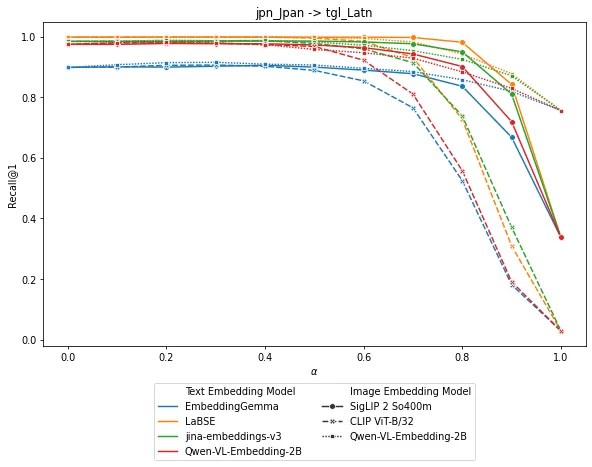 jpn_Jpan -> tgl_Latn
Recall@1
1.0
0.8
0.6
0.4
0.2
0.0
0.0 0.2 0.4 0.6 0.8 1.0
α
Text Embedding Model Image Embedding Model
EmbeddingGemma SigLIP 2 So400m
LaBSE CLIP ViT-B/32
jina-embeddings-v3 Qwen-VL-Embedding-2B
Qwen-VL-Embedding-2B